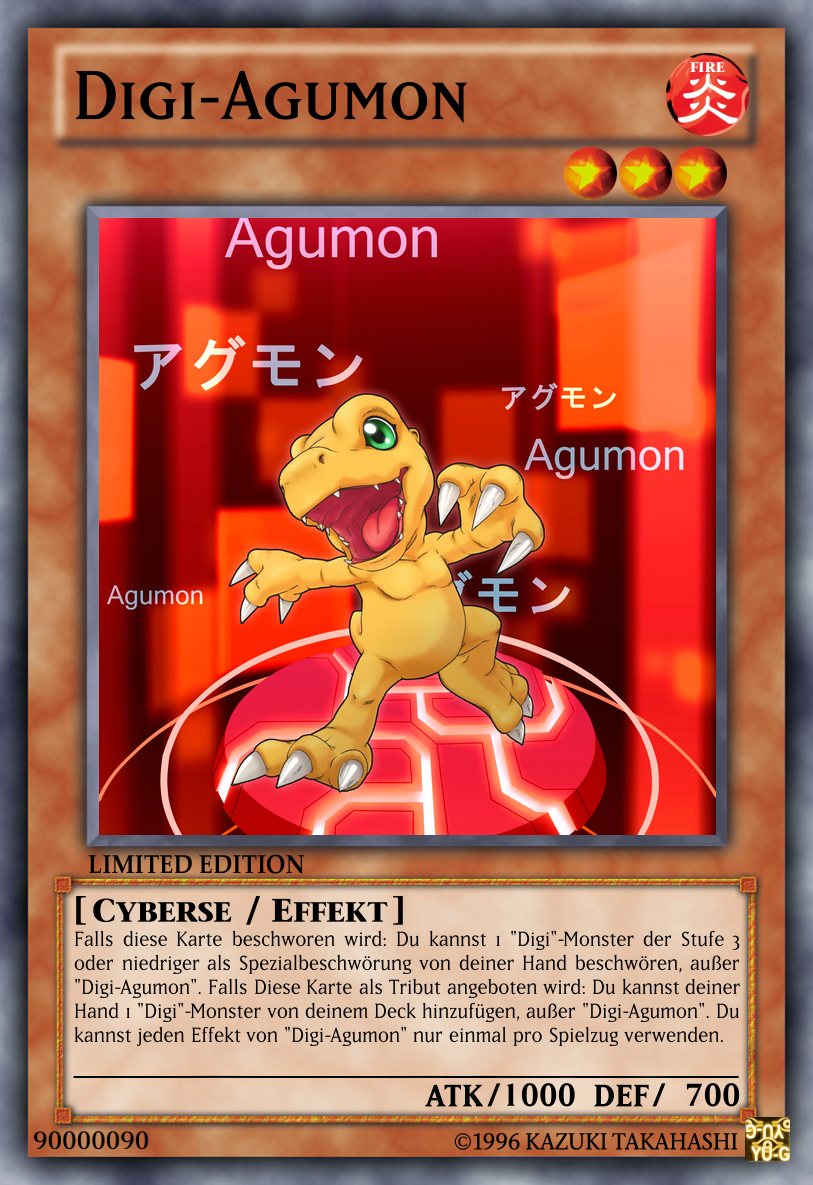 Digi-Agumon
FIRE
炎
Agumon
アグモン
アグモン
Agumon
グモン
Agumon
LIMITED EDITION
[ Cyberse / Effekt ]
Falls diese Karte beschworen wird: Du kannst 1 "Digi"-Monster der Stufe 3
oder niedriger als Spezialbeschwörung von deiner Hand beschwören, außer
"Digi-Agumon". Falls Diese Karte als Tribut angeboten wird: Du kannst deiner
Hand 1 "Digi"-Monster von deinem Deck hinzufügen, außer "Digi-Agumon". Du
kannst jeden Effekt von "Digi-Agumon" nur einmal pro Spielzug verwenden.
ATK/1000 DEF/ 700
90000090
©1996 KAZUKI TAKAHASHI